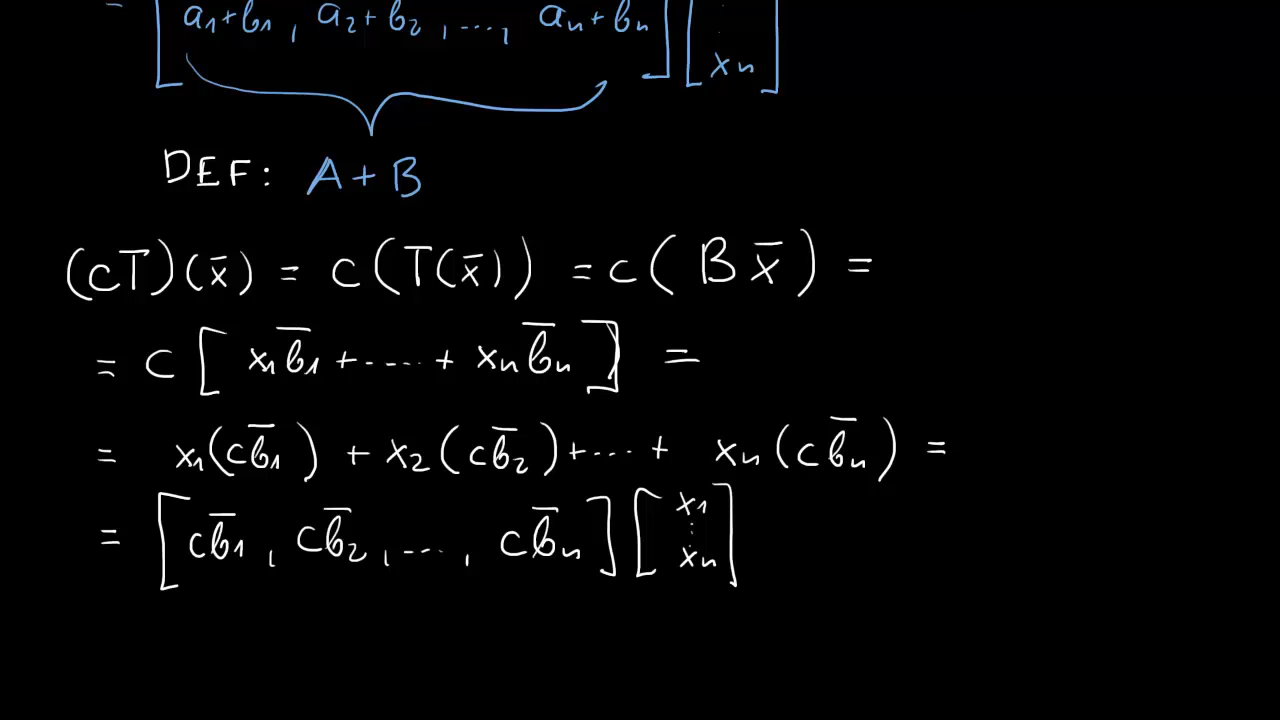 = [a₁+b₁, a₂+b₂, ..., aₙ+bₙ] [⋮ xₙ]
DEF: A + B
(cT)(x̄) = c(T(x̄)) = c(Bx̄) =
= c[x₁b̄₁ + .... + xₙb̄ₙ] =
= x₁(cb̄₁) + x₂(cb̄₂) + ... + xₙ(cb̄ₙ) =
= [cb̄₁, cb̄₂, ..., cb̄ₙ] [x₁ ⋮ xₙ]